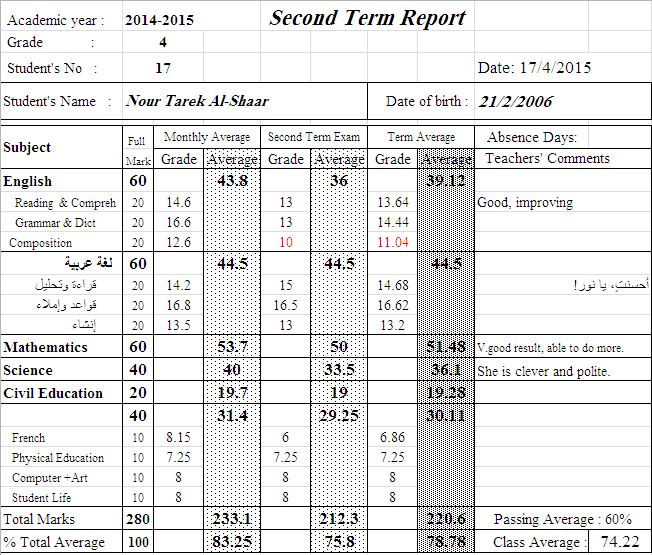 Academic year : 2014-2015 Second Term Report
Grade : 4
Student's No : 17 Date: 17/4/2015
Student's Name : Nour Tarek Al-Shaar Date of birth : 21/2/2006
Subject Full Mark Monthly Average Second Term Exam Term Average Absence Days:
Grade Average Grade Average Grade Average Teachers' Comments
English 60 43.8 36 39.12
Reading & Compreh 20 14.6 13 13.64 Good, improving
Grammar & Dict 20 16.6 13 14.44
Composition 20 12.6 10 11.04
لغة عربية 60 44.5 44.5 44.5
قراءة وتحليل 20 14.2 15 14.68 أحسنتِ، يا نور!
قواعد وإملاء 20 16.8 16.5 16.62
إنشاء 20 13.5 13 13.2
Mathematics 60 53.7 50 51.48 V.good result, able to do more.
Science 40 40 33.5 36.1 She is clever and polite.
Civil Education 20 19.7 19 19.28
40 31.4 29.25 30.11
French 10 8.15 6 6.86
Physical Education 10 7.25 7.25 7.25
Computer +Art 10 8 8 8
Student Life 10 8 8 8
Total Marks 280 233.1 212.3 220.6 Passing Average : 60%
% Total Average 100 83.25 75.8 78.78 Class Average : 74.22